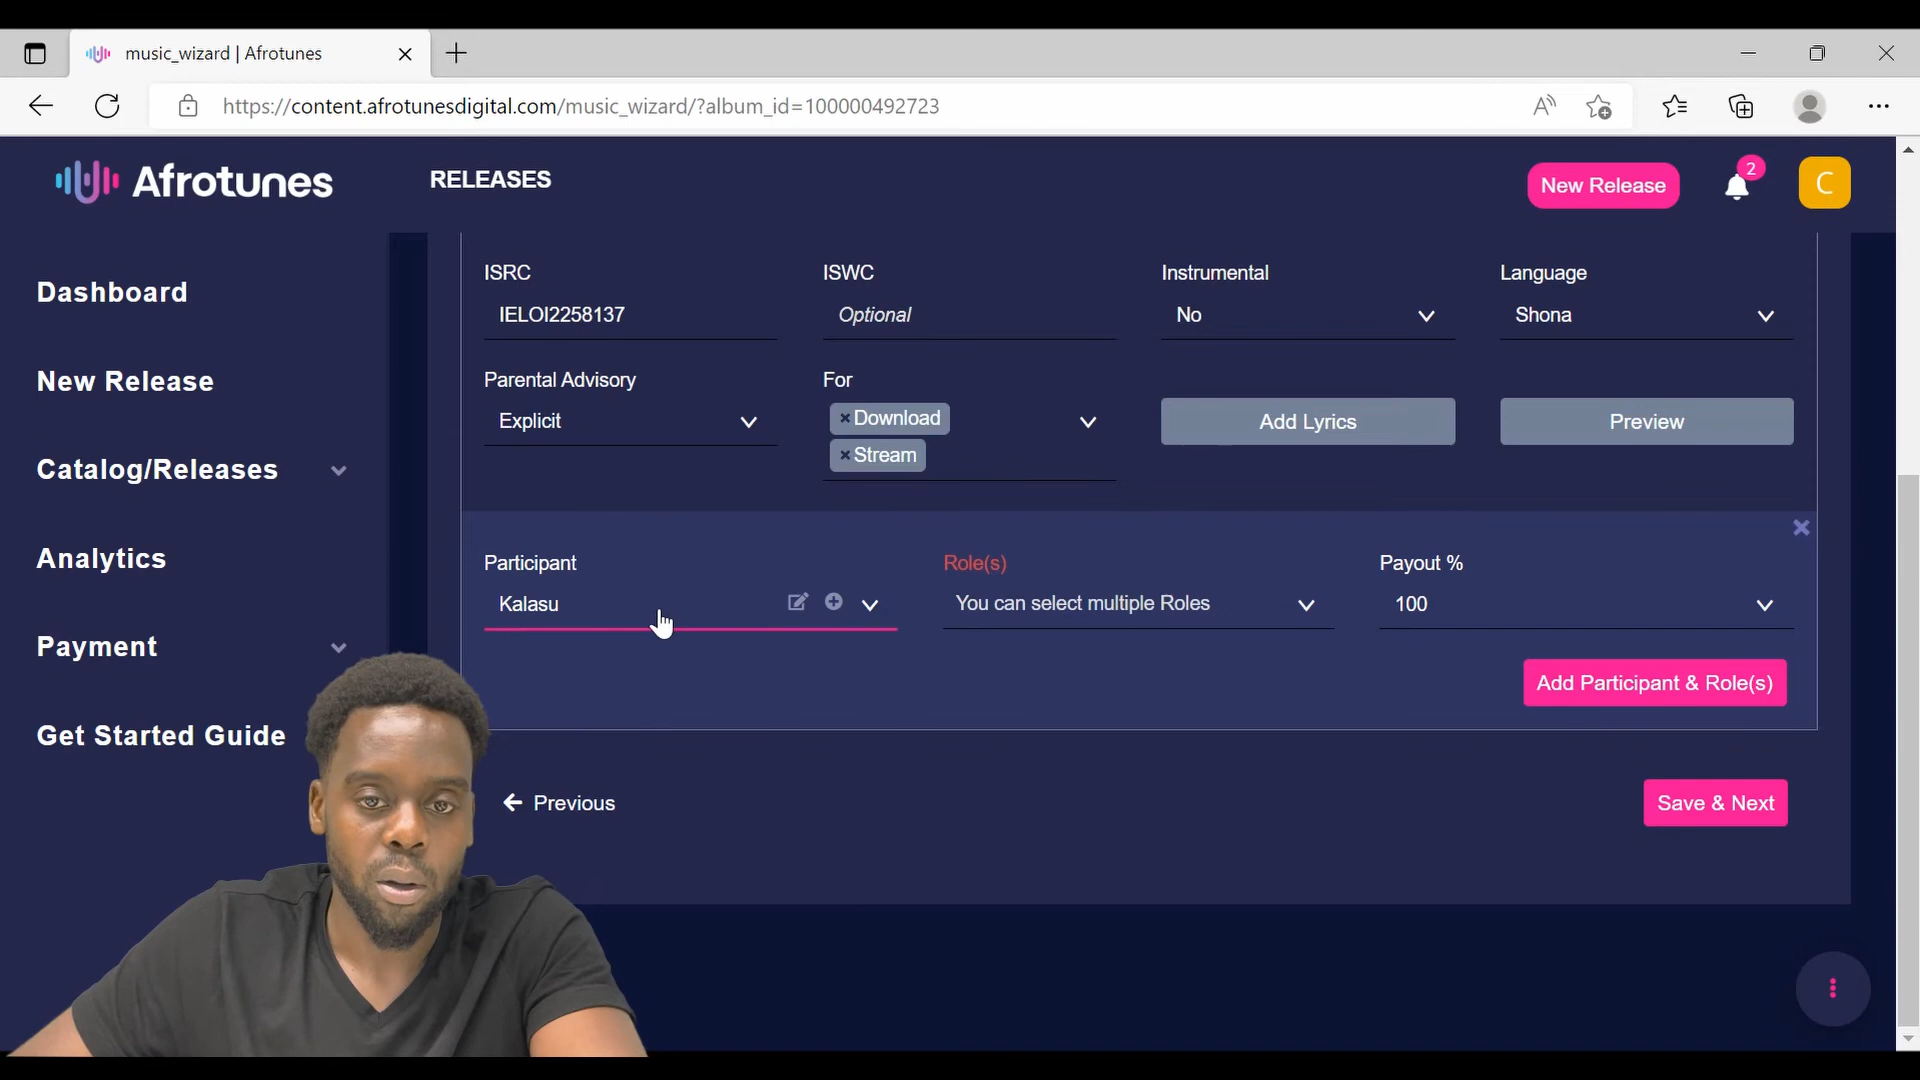 music_wizard | Afrotunes
https://content.afrotunesdigital.com/music_wizard/?album_id=100000492723
Afrotunes
RELEASES
New Release
2
C
Dashboard
New Release
Catalog/Releases
Analytics
Payment
Get Started Guide
ISRC
ISWC
Instrumental
Language
IELOI2258137
Optional
No
Shona
Parental Advisory
For
Explicit
×Download
×Stream
Add Lyrics
Preview
Participant
Role(s)
Payout %
Kalasu
You can select multiple Roles
100
Add Participant & Role(s)
Previous
Save & Next